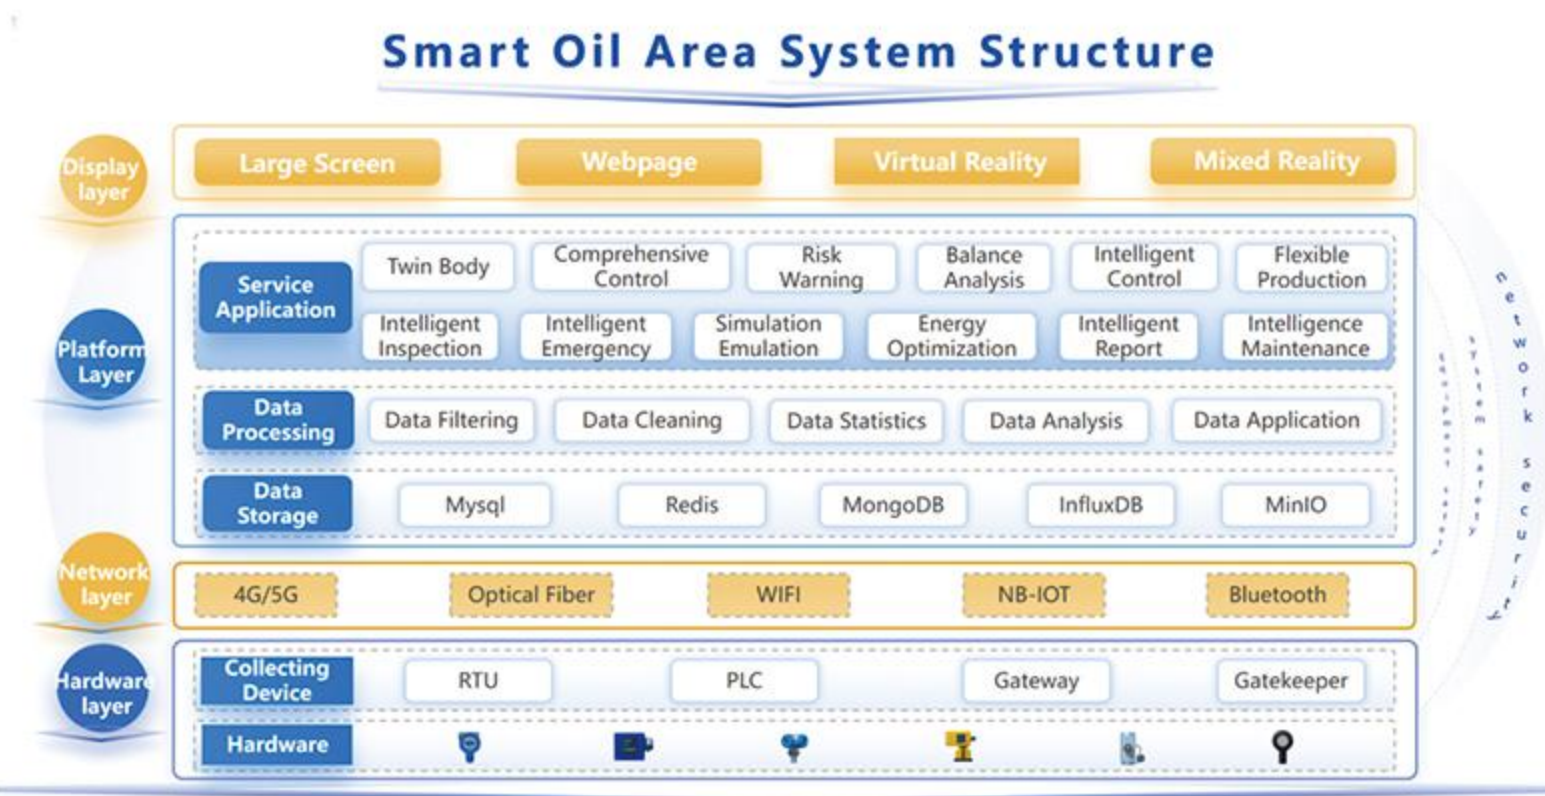 Smart Oil Area System Structure
Display
layer
Large Screen
Webpage
Virtual Reality
Mixed Reality
Platform
Layer
Service
Application
Twin Body
Comprehensive
Control
Risk
Warning
Balance
Analysis
Intelligent
Control
Flexible
Production
Intelligent
Inspection
Intelligent
Emergency
Simulation
Emulation
Energy
Optimization
Intelligent
Report
Intelligence
Maintenance
Data
Processing
Data Filtering
Data Cleaning
Data Statistics
Data Analysis
Data Application
Data
Storage
Mysql
Redis
MongoDB
InfluxDB
MinIO
Network
layer
4G/5G
Optical Fiber
WIFI
NB-IOT
Bluetooth
Hardware
layer
Collecting
Device
RTU
PLC
Gateway
Gatekeeper
Hardware
system safety
network security